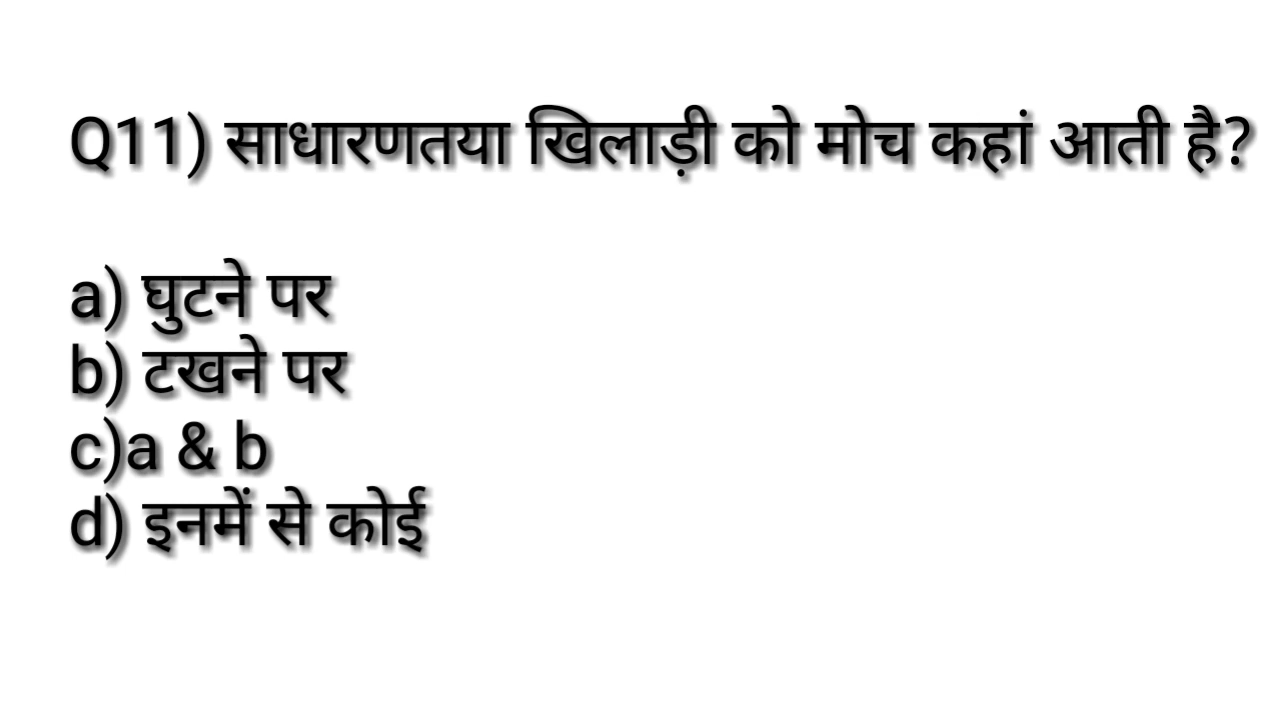 Q11) साधारणतया खिलाड़ी को मोच कहां आती है?
a) घुटने पर
b) टखने पर
c)a & b
d) इनमें से कोई